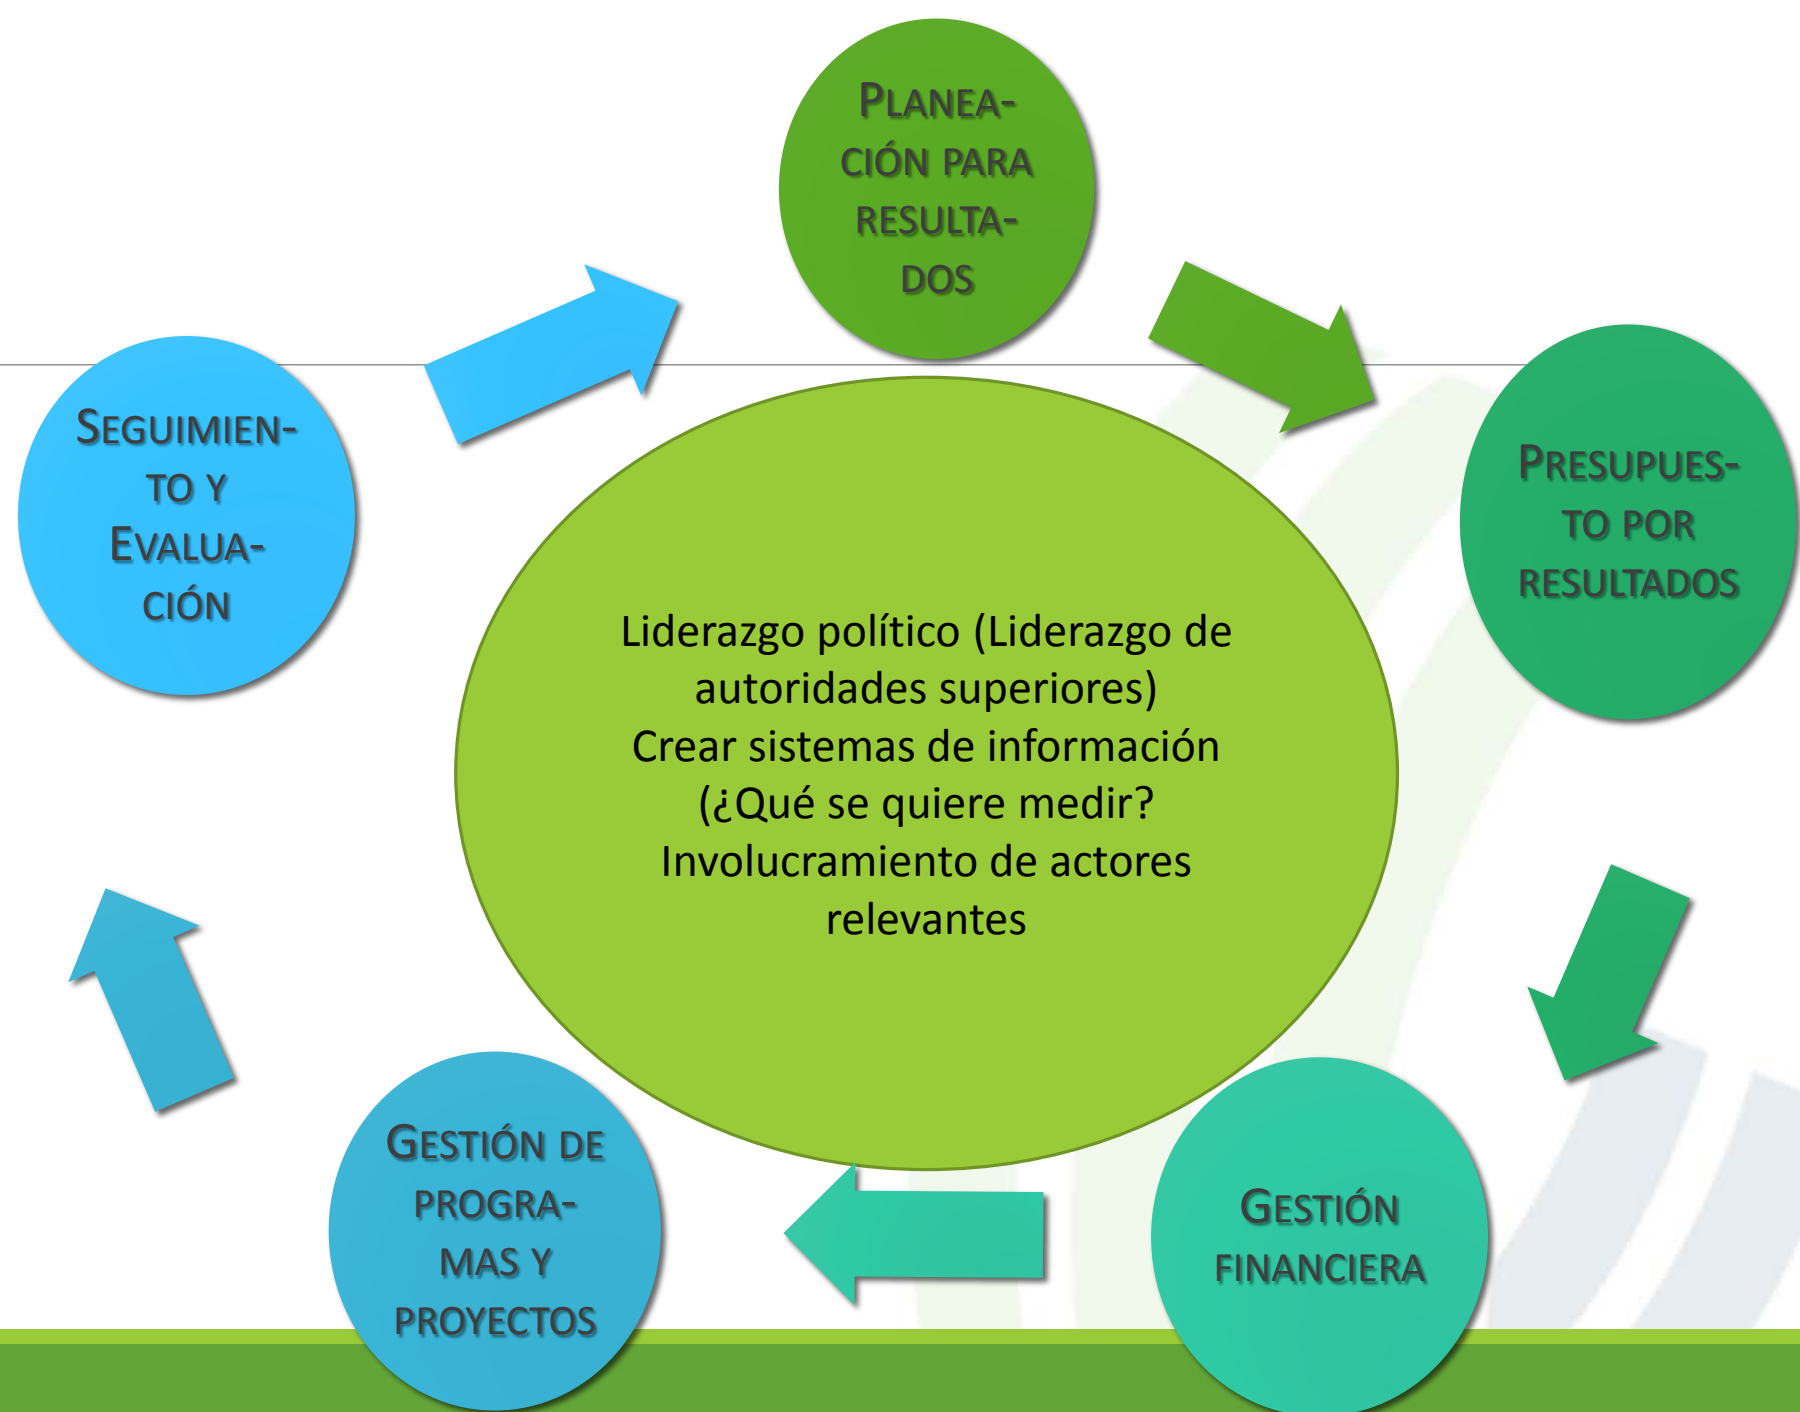 Planea-
ción para
resulta-
dos
Presupues-
to por
resultados
Gestión
financiera
Gestión de
progra-
mas y
proyectos
Seguimien-
to y
Evalua-
ción
Liderazgo político (Liderazgo de
autoridades superiores)
Crear sistemas de información
(¿Qué se quiere medir?
Involucramiento de actores
relevantes